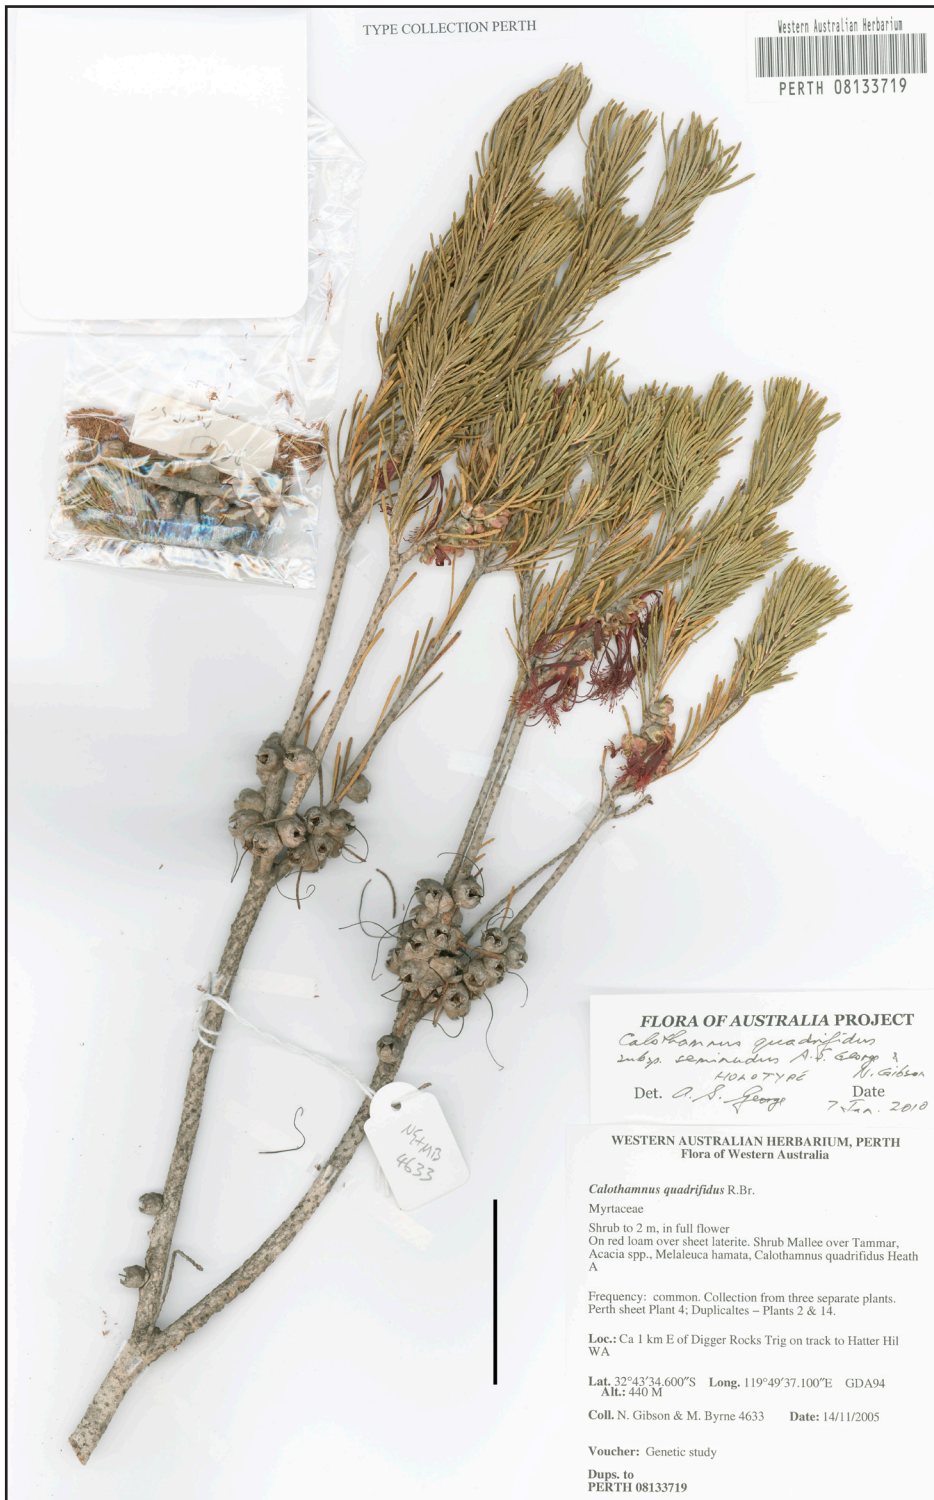 TYPE COLLECTION PERTH
Western Australian Herbarium
PERTH 08133719
NG+MB
4633
FLORA OF AUSTRALIA PROJECT
Calothamnus quadrifidus
subsp. seminudus A.S. George &
HOLOTYPE N. Gibson
Det. A. S. George Date
7 Jan. 2010
WESTERN AUSTRALIAN HERBARIUM, PERTH
Flora of Western Australia
Calothamnus quadrifidus R.Br.
Myrtaceae
Shrub to 2 m, in full flower
On red loam over sheet laterite. Shrub Mallee over Tammar,
Acacia spp., Melaleuca hamata, Calothamnus quadrifidus Heath
A
Frequency: common. Collection from three separate plants.
Perth sheet Plant 4; Duplicaltes – Plants 2 & 14.
Loc.: Ca 1 km E of Digger Rocks Trig on track to Hatter Hil
WA
Lat. 32°43′34.600″S Long. 119°49′37.100″E GDA94
Alt.: 440 M
Coll. N. Gibson & M. Byrne 4633 Date: 14/11/2005
Voucher: Genetic study
Dups. to
PERTH 08133719